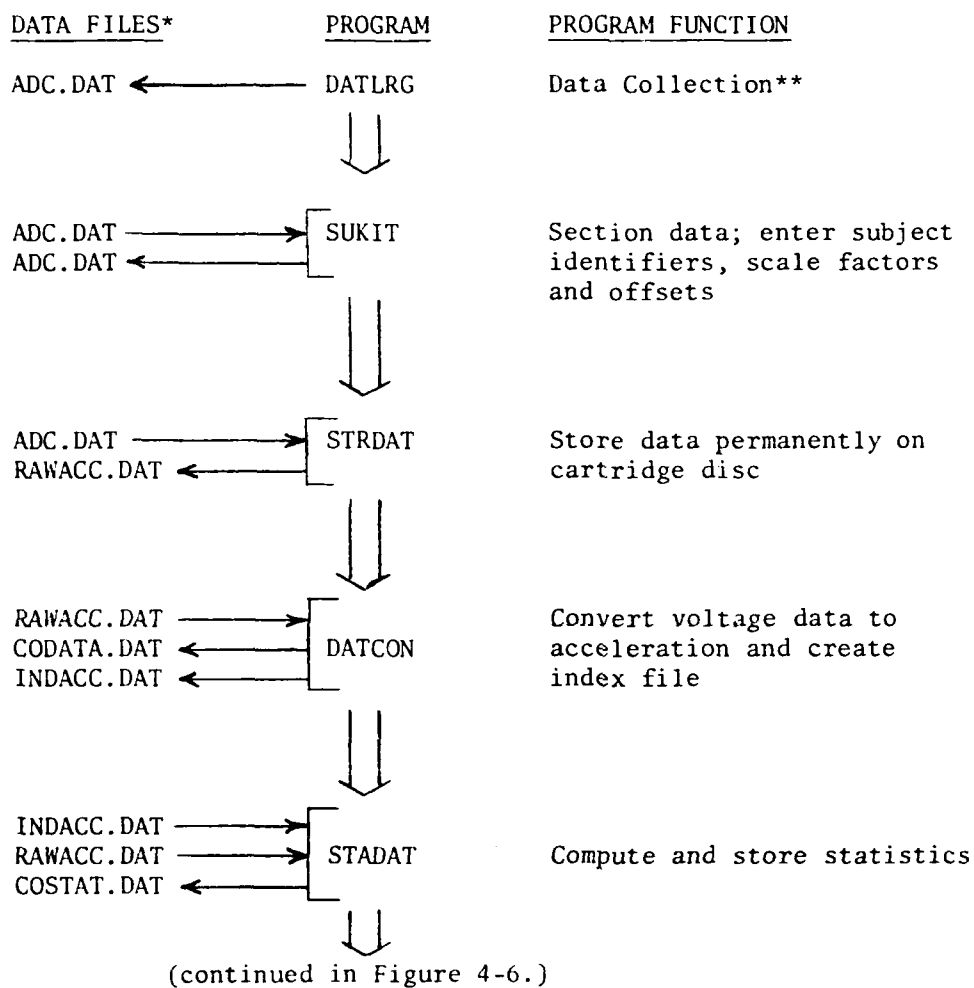 DATA FILES* PROGRAM PROGRAM FUNCTION
ADC.DAT DATLRG Data Collection**
ADC.DAT SUKIT Section data; enter subject
ADC.DAT identifiers, scale factors
and offsets
ADC.DAT STRDAT Store data permanently on
RAWACC.DAT cartridge disc
RAWACC.DAT Convert voltage data to
CODATA.DAT DATCON acceleration and create
INDACC.DAT index file
INDACC.DAT
RAWACC.DAT STADAT Compute and store statistics
COSTAT.DAT
(continued in Figure 4-6.)